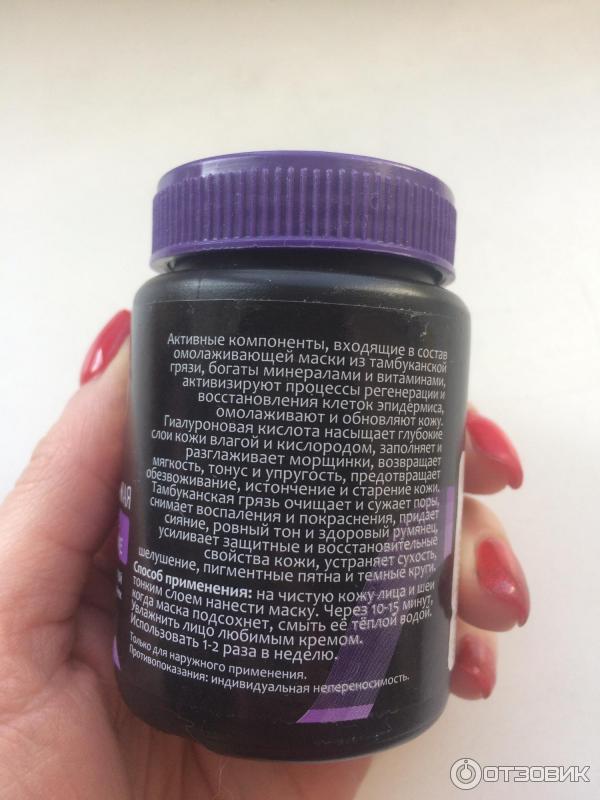 Активные компоненты, входящие в состав
омолаживающей маски из тамбуканской
грязи, богаты минералами и витаминами,
активизируют процессы регенерации и
восстановления клеток эпидермиса,
омолаживают и обновляют кожу.
Гиалуроновая кислота насыщает глубокие
слои кожи влагой и кислородом, заполняет и
разглаживает морщинки, возвращает
мягкость, тонус и упругость, предотвращает
обезвоживание, истончение и старение кожи.
Тамбуканская грязь очищает и сужает поры,
снимает воспаления и покраснения, придает
сияние, ровный тон и здоровый румянец,
усиливает защитные и восстановительные
свойства кожи, устраняет сухость,
шелушение, пигментные пятна и темные круги.
Способ применения: на чистую кожу лица и шеи
тонким слоем нанести маску. Через 10-15 минут,
когда маска подсохнет, смыть её тёплой водой.
Увлажнить лицо любимым кремом.
Использовать 1-2 раза в неделю.
Только для наружного применения.
Противопоказания: индивидуальная непереносимость.
ОТЗОВИК